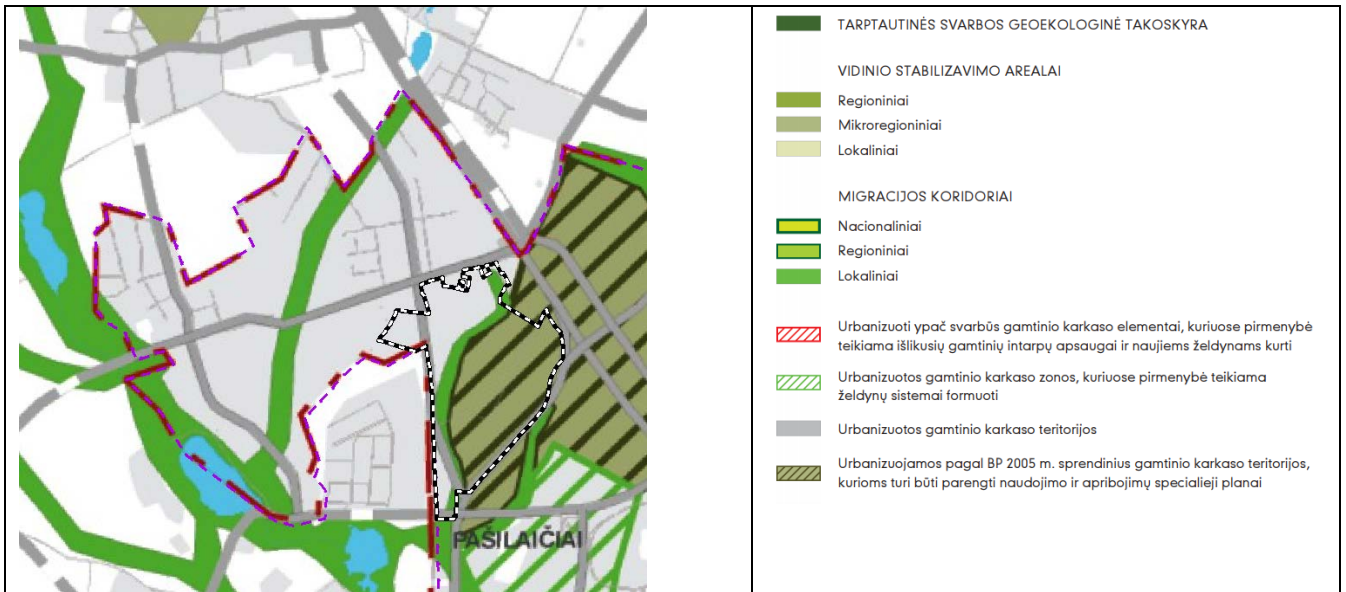 PAŠILAIČIAI
TARPTAUTINĖS SVARBOS GEOEKOLOGINĖ TAKOSKYRA
VIDINIO STABILIZAVIMO AREALAI
Regioniniai
Mikroregioniniai
Lokaliniai
MIGRACIJOS KORIDORIAI
Nacionaliniai
Regioniniai
Lokaliniai
Urbanizuoti ypač svarbūs gamtinio karkaso elementai, kuriuose pirmenybė
teikiama išlikusių gamtinių intarpų apsaugai ir naujiems želdynams kurti
Urbanizuotos gamtinio karkaso zonos, kuriuose pirmenybė teikiama
želdynų sistemai formuoti
Urbanizuotos gamtinio karkaso teritorijos
Urbanizuojamos pagal BP 2005 m. sprendinius gamtinio karkaso teritorijos,
kurioms turi būti parengti naudojimo ir apribojimų specialieji planai